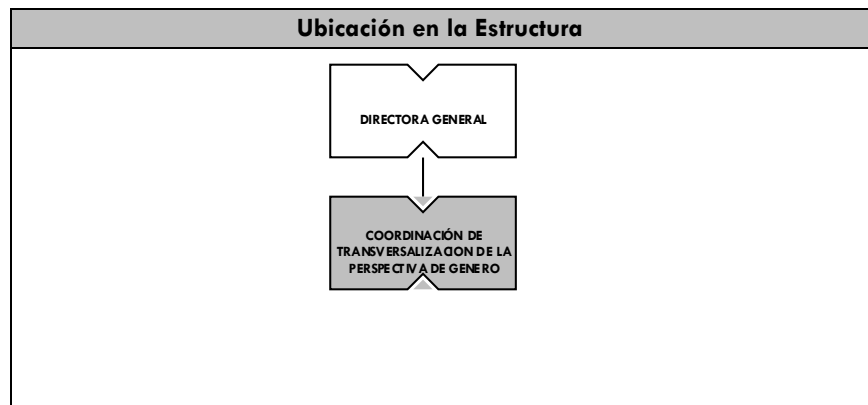 Ubicación en la Estructura
DIRECTORA GENERAL
COORDINACIÓN DE
TRANSVERSALIZACION DE LA
PERSPECTIVA DE GENERO